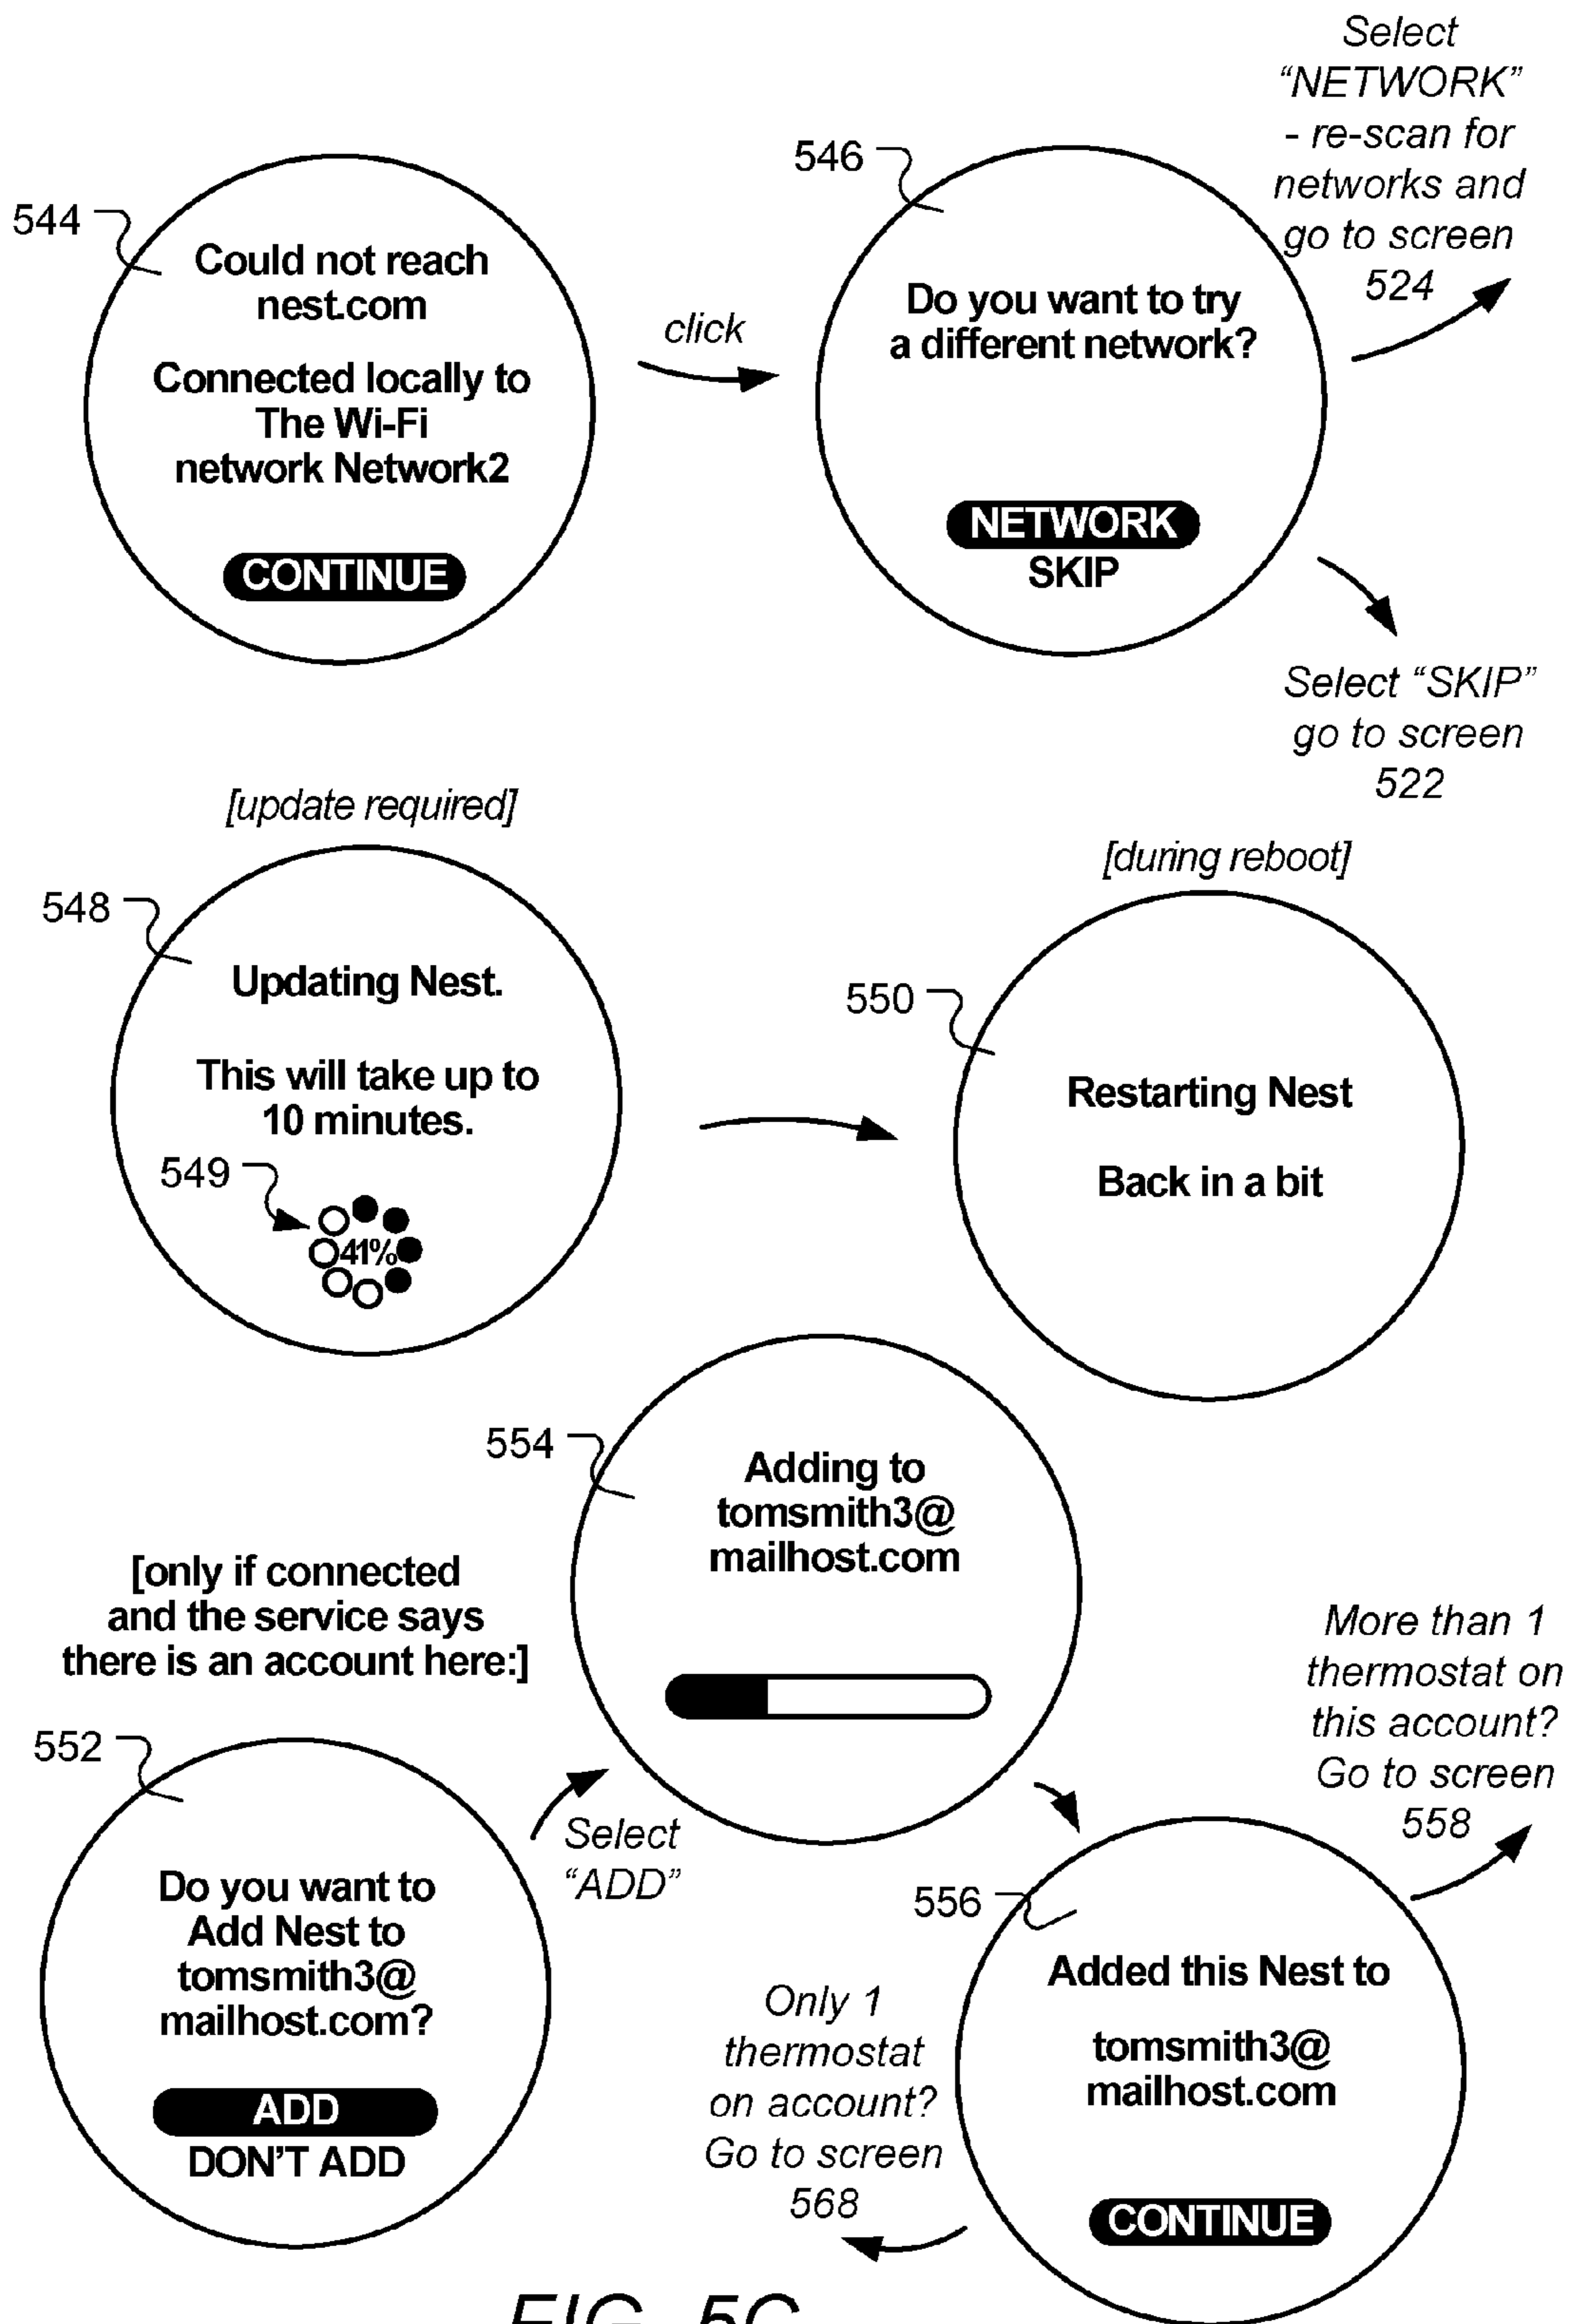 Select
“NETWORK”
- re-scan for
networks and
go to screen
524
544
Could not reach
nest.com
Connected locally to
The Wi-Fi
network Network2
CONTINUE
click
546
Do you want to try
a different network?
NETWORK
SKIP
Select “SKIP”
go to screen
522
[update required]
548
Updating Nest.
This will take up to
10 minutes.
549
41%
[during reboot]
550
Restarting Nest
Back in a bit
554
Adding to
tomsmith3@
mailhost.com
[only if connected
and the service says
there is an account here:]
552
Do you want to
Add Nest to
tomsmith3@
mailhost.com?
ADD
DON’T ADD
Select
“ADD”
More than 1
thermostat on
this account?
Go to screen
558
556
Added this Nest to
tomsmith3@
mailhost.com
CONTINUE
Only 1
thermostat
on account?
Go to screen
568
FIG. 5C